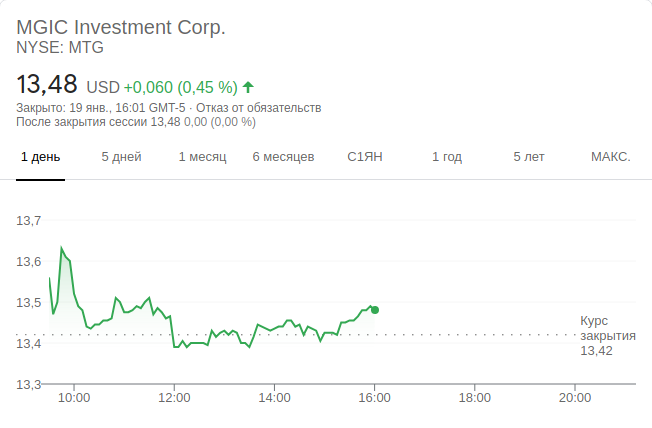 MGIC Investment Corp.
NYSE: MTG
13,48 USD +0,060 (0,45 %)
Закрыто: 19 янв., 16:01 GMT-5 · Отказ от обязательств
После закрытия сессии 13,48 0,00 (0,00 %)
1 день 5 дней 1 месяц 6 месяцев С1ЯН 1 год 5 лет МАКС.
13,7
13,6
13,5
13,4
13,3
Курс
закрытия
13,42
10:00 12:00 14:00 16:00 18:00 20:00